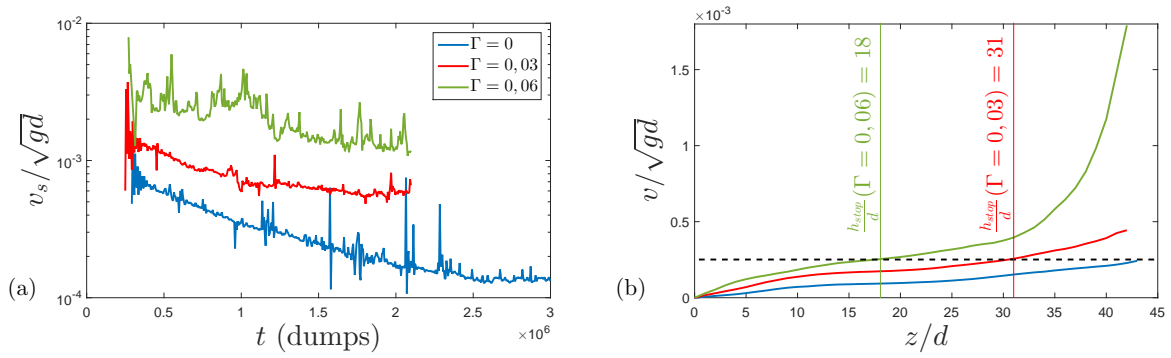 10^-2
10^-3
10^-4
v_s/√gd
Γ = 0
Γ = 0,03
Γ = 0,06
0 0.5 1 1.5 2 2.5 3
×10^6
t (dumps)
(a)
×10^-3
1.5
1
0.5
0
v/√gd
h_stop/d (Γ = 0,06) = 18
h_stop/d (Γ = 0,03) = 31
0 5 10 15 20 25 30 35 40 45
z/d
(b)